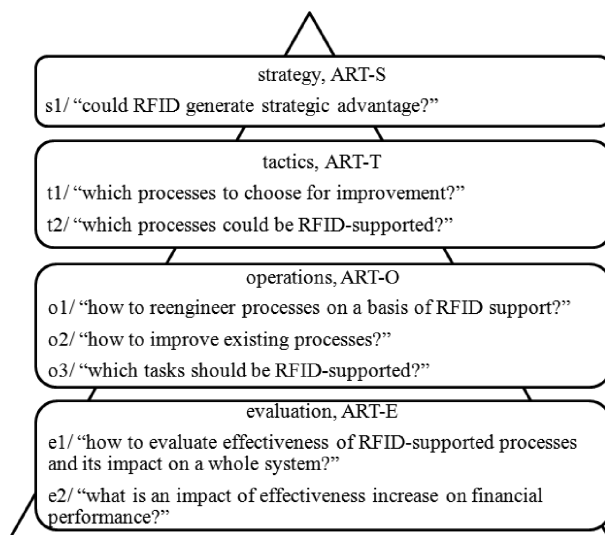 strategy, ART-S
s1/ “could RFID generate strategic advantage?”
tactics, ART-T
t1/ “which processes to choose for improvement?”
t2/ “which processes could be RFID-supported?”
operations, ART-O
o1/ “how to reengineer processes on a basis of RFID support?”
o2/ “how to improve existing processes?”
o3/ “which tasks should be RFID-supported?”
evaluation, ART-E
e1/ “how to evaluate effectiveness of RFID-supported processes
and its impact on a whole system?”
e2/ “what is an impact of effectiveness increase on financial
performance?”